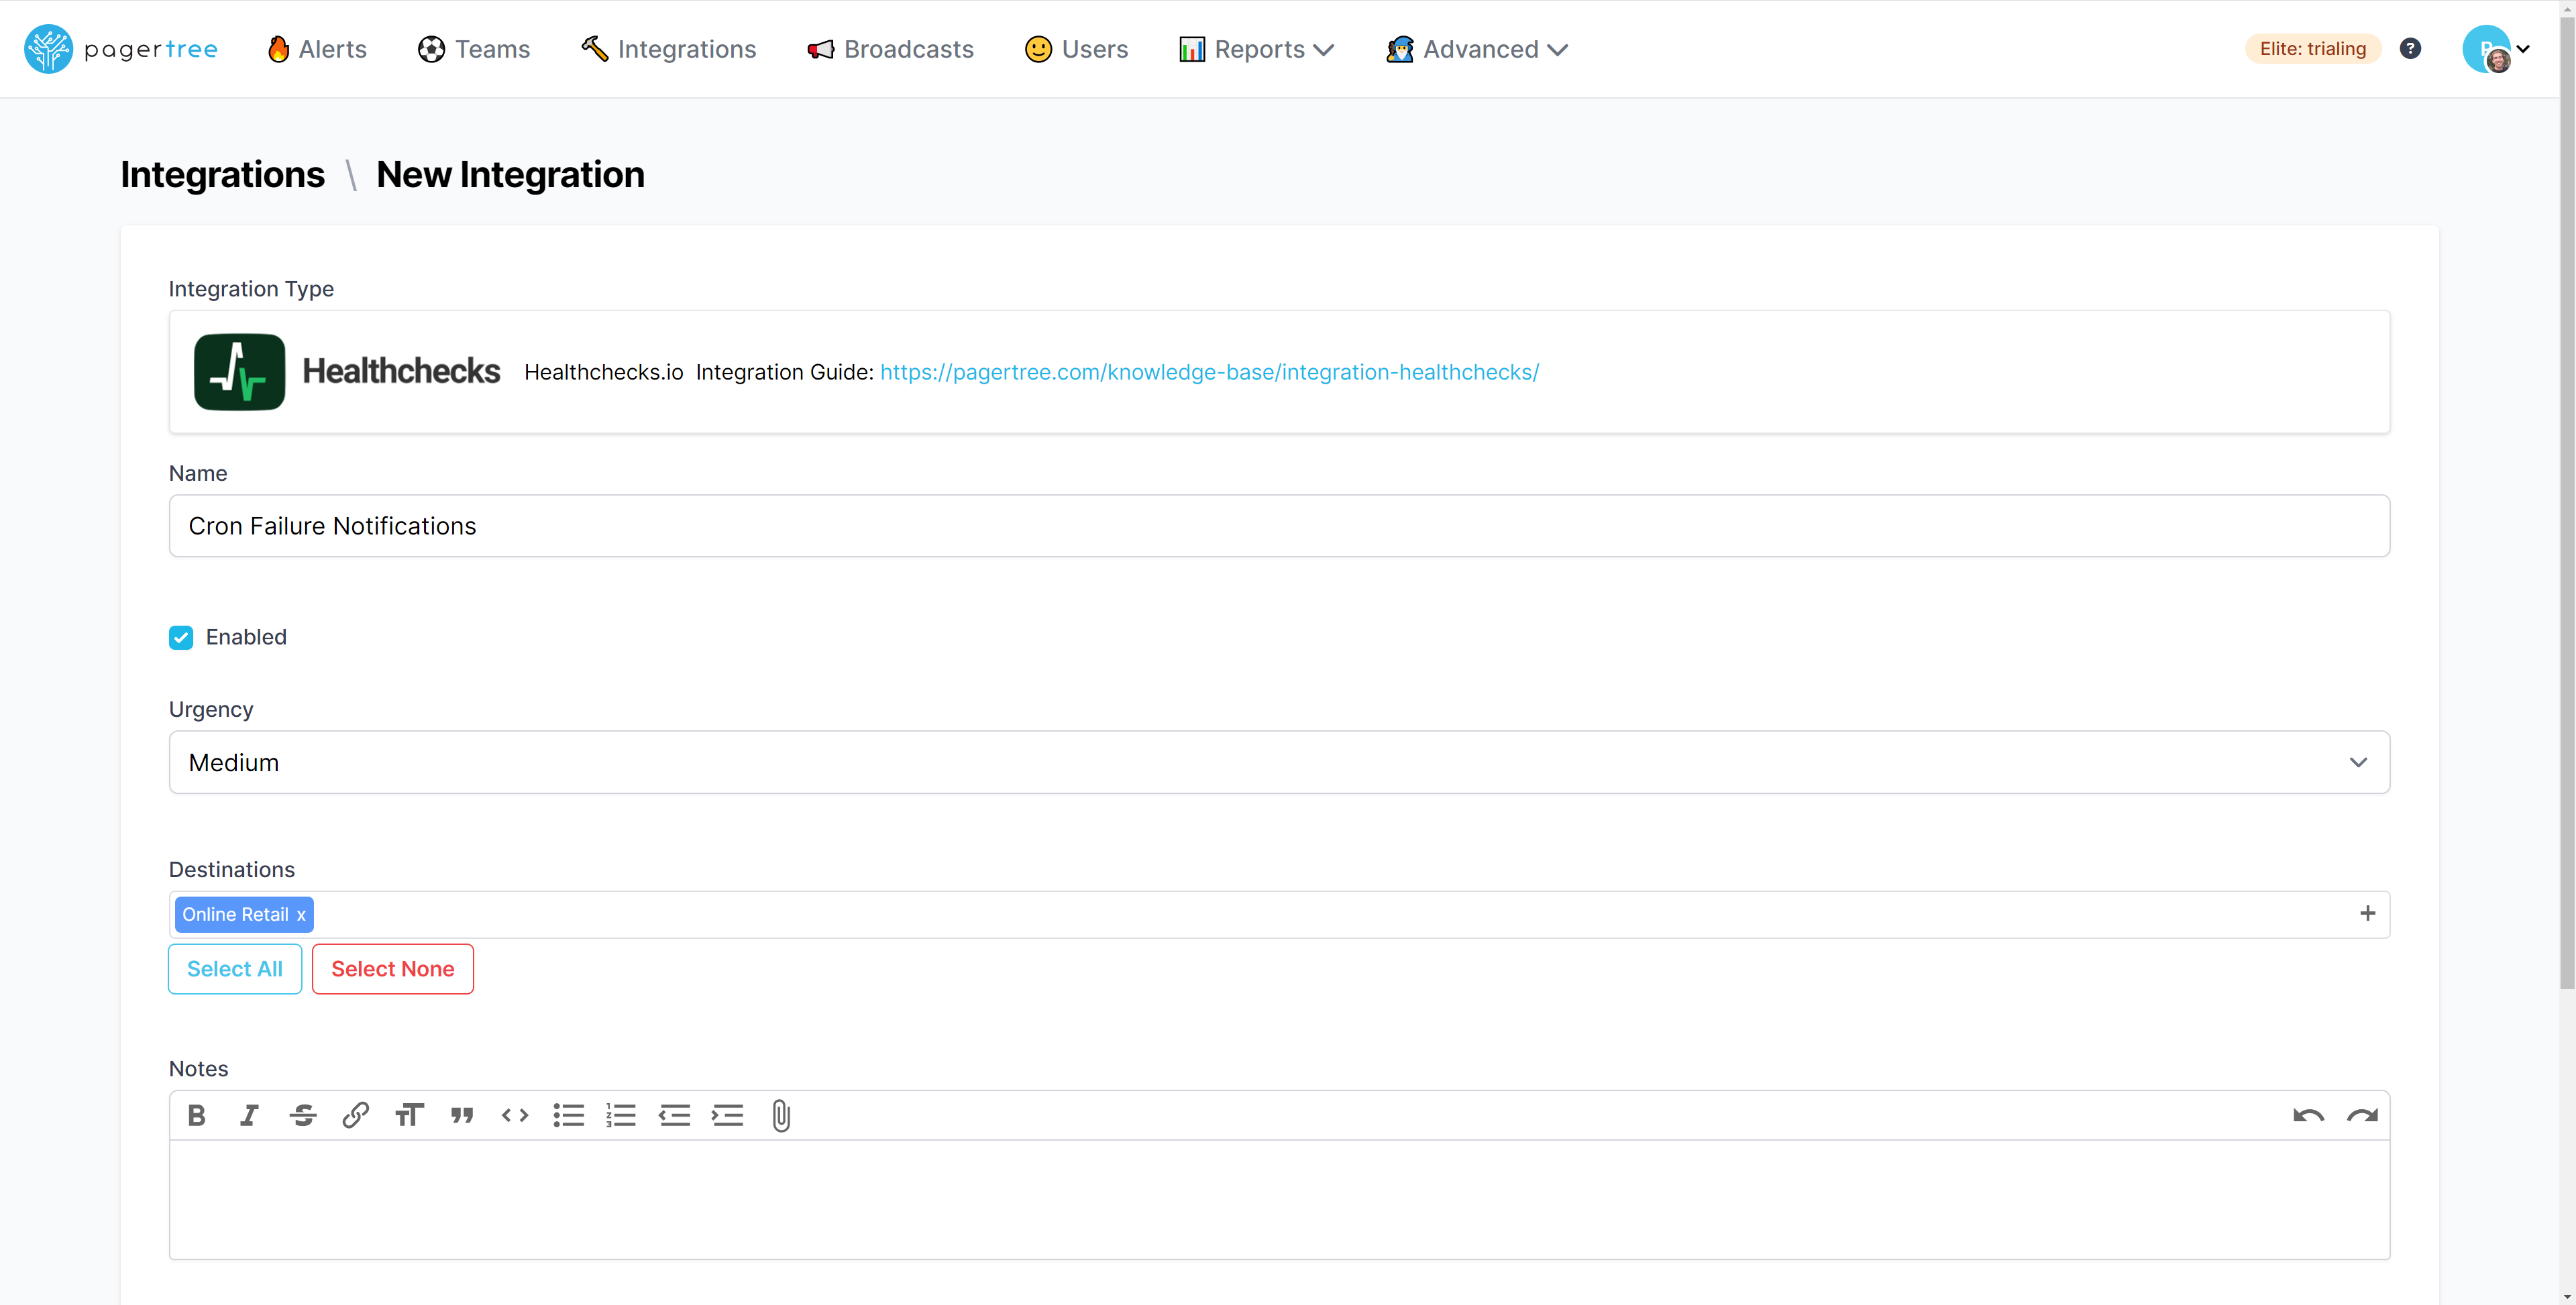 pagertree Alerts Teams Integrations Broadcasts Users Reports Advanced Elite: trialing ?
Integrations \ New Integration
Integration Type
Healthchecks Healthchecks.io Integration Guide: https://pagertree.com/knowledge-base/integration-healthchecks/
Name
Cron Failure Notifications
Enabled
Urgency
Medium
Destinations
Online Retail x +
Select All Select None
Notes